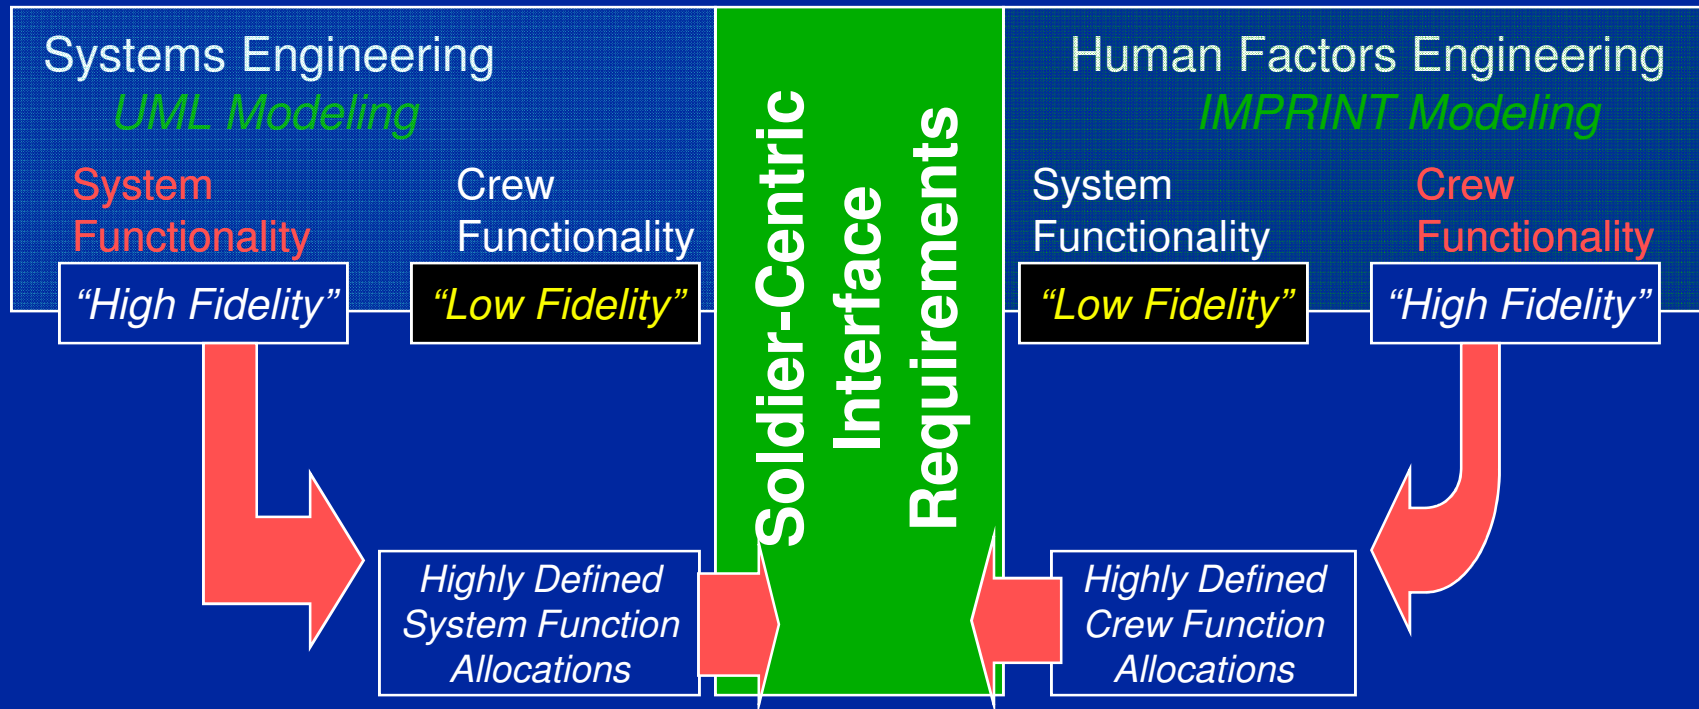 Systems Engineering
UML Modeling
System
Functionality
Crew
Functionality
“High Fidelity”
“Low Fidelity”
Soldier-Centric
Interface
Requirements
Human Factors Engineering
IMPRINT Modeling
System
Functionality
Crew
Functionality
“Low Fidelity”
“High Fidelity”
Highly Defined
System Function
Allocations
Highly Defined
Crew Function
Allocations